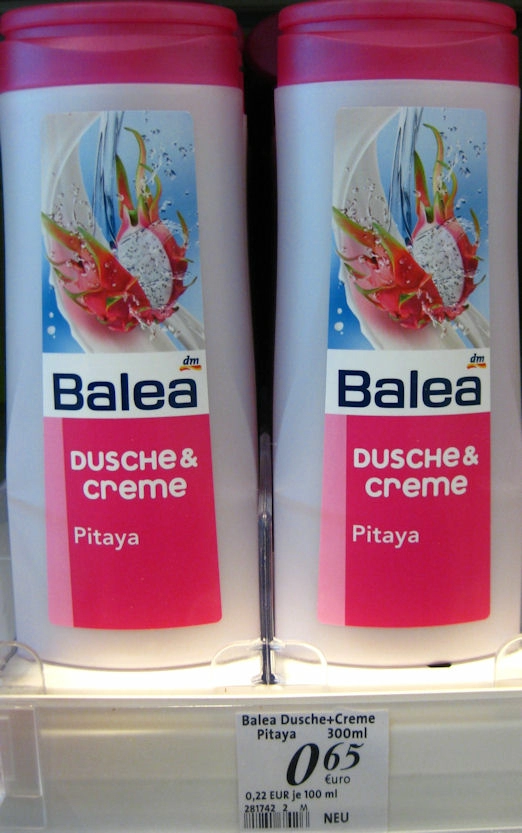 dm
Balea
DUSCHE&
CREME
Pitaya
dm
Balea
DUSCHE&
CREME
Pitaya
Balea Dusche+Creme
Pitaya 300ml
0,65
€uro
0,22 EUR je 100 ml
281742 2 M
NEU